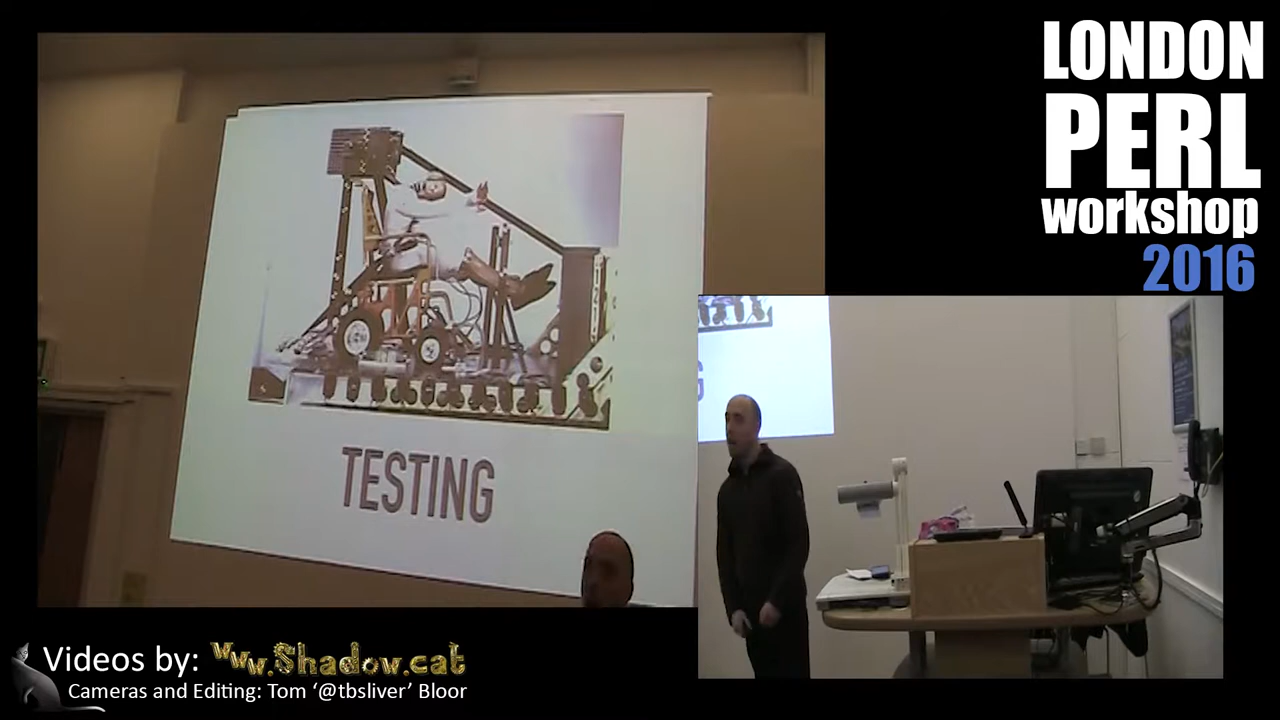 LONDON
PERL
workshop
2016
TESTING
Videos by: Www.Shadow.cat
Cameras and Editing: Tom ‘@tbsliver’ Bloor